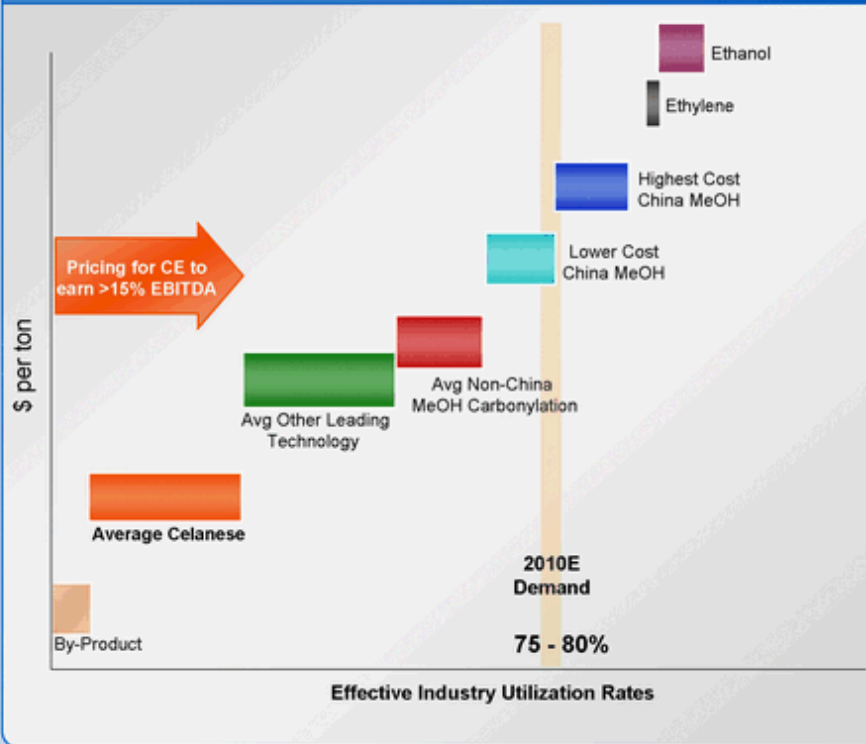 Ethanol
Ethylene
Highest Cost
China MeOH
Lower Cost
China MeOH
Pricing for CE to
earn >15% EBITDA
$ per ton
Avg Non-China
MeOH Carbonylation
Avg Other Leading
Technology
Average Celanese
2010E
Demand
By-Product
75 - 80%
Effective Industry Utilization Rates